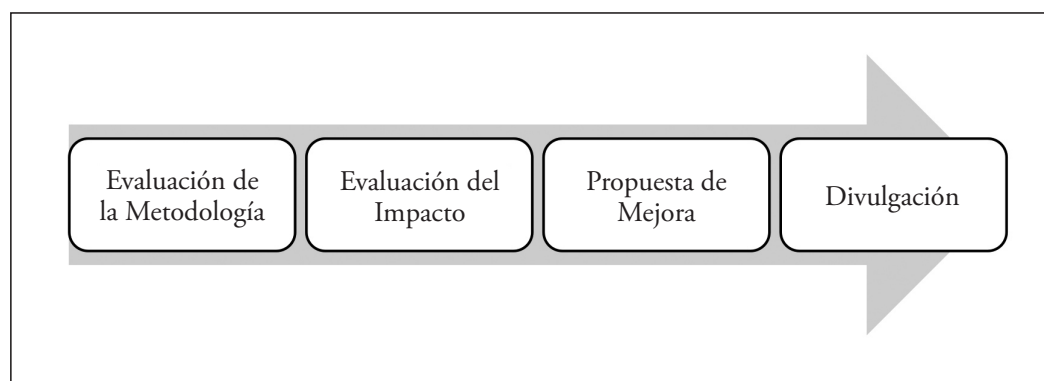 Evaluación de
la Metodología
Evaluación del
Impacto
Propuesta de
Mejora
Divulgación